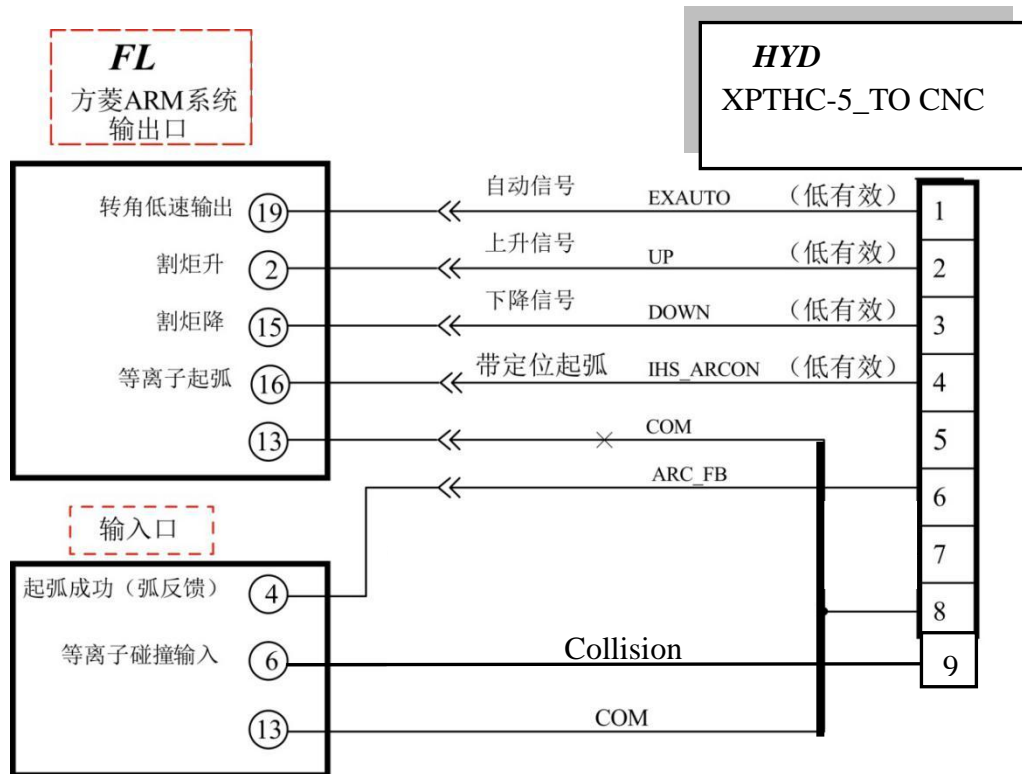 FL
方菱ARM系统
输出口
HYD
XPTHC-5_TO CNC
转角低速输出 19 自动信号 EXAUTO （低有效） 1
割炬升 2 上升信号 UP （低有效） 2
割炬降 15 下降信号 DOWN （低有效） 3
等离子起弧 16 带定位起弧 IHS_ARCON （低有效） 4
13 COM 5
ARC_FB 6
输入口
7
起弧成功（弧反馈） 4 8
等离子碰撞输入 6 Collision 9
13 COM